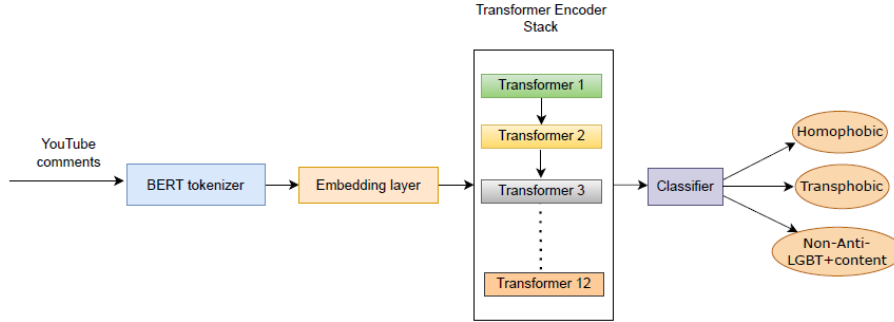 Transformer Encoder
Stack
YouTube
comments
BERT tokenizer
Embedding layer
Transformer 1
Transformer 2
Transformer 3
Transformer 12
Classifier
Homophobic
Transphobic
Non-Anti-
LGBT+content